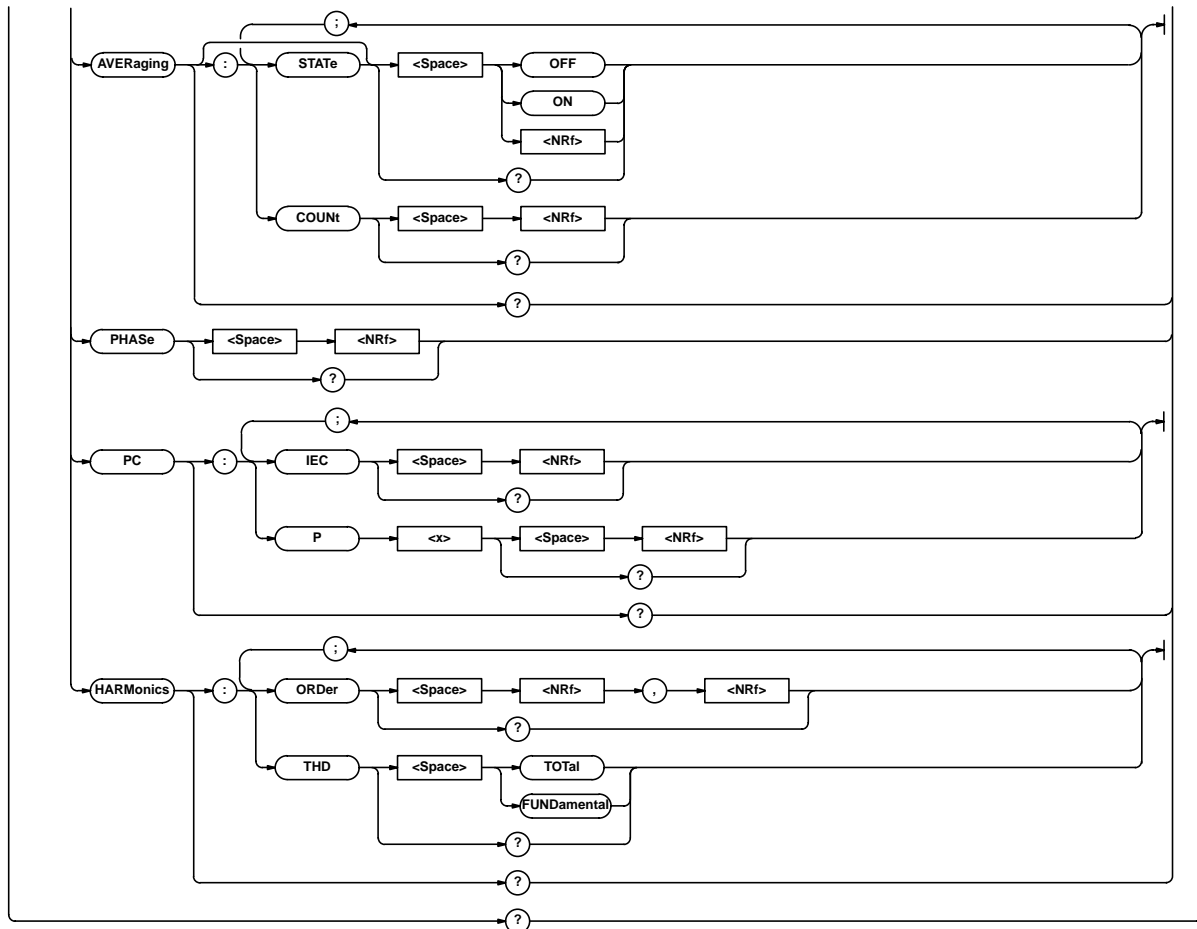 ;
AVERaging : STATe <Space> OFF
ON
<NRf>
?
COUNt <Space> <NRf>
?
?
PHASe <Space> <NRf>
?
;
PC : IEC <Space> <NRf>
?
P <x> <Space> <NRf>
?
?
;
HARMonics : ORDer <Space> <NRf> , <NRf>
?
THD <Space> TOTal
FUNDamental
?
?
?